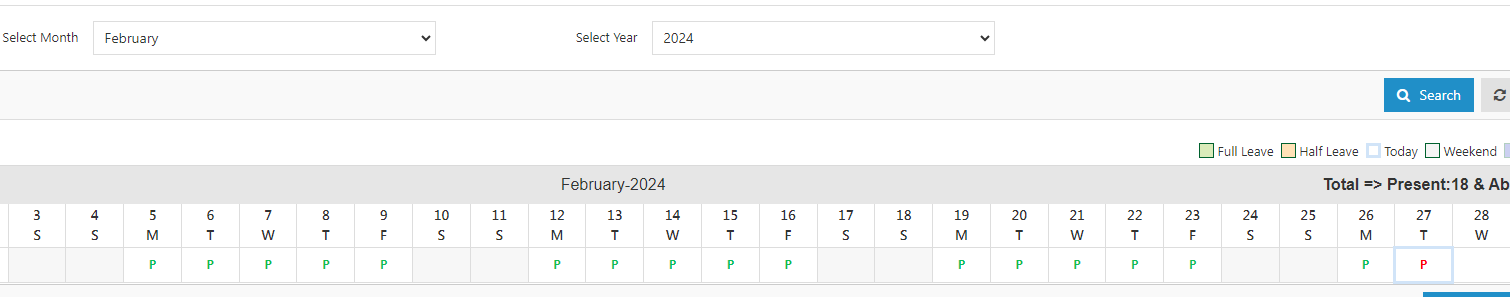 Select Month February Select Year 2024
Search
Full Leave Half Leave Today Weekend
February-2024 Total => Present:18 & Ab
3 4 5 6 7 8 9 10 11 12 13 14 15 16 17 18 19 20 21 22 23 24 25 26 27 28
S S M T W T F S S M T W T F S S M T W T F S S M T W
P P P P P P P P P P P P P P P P P